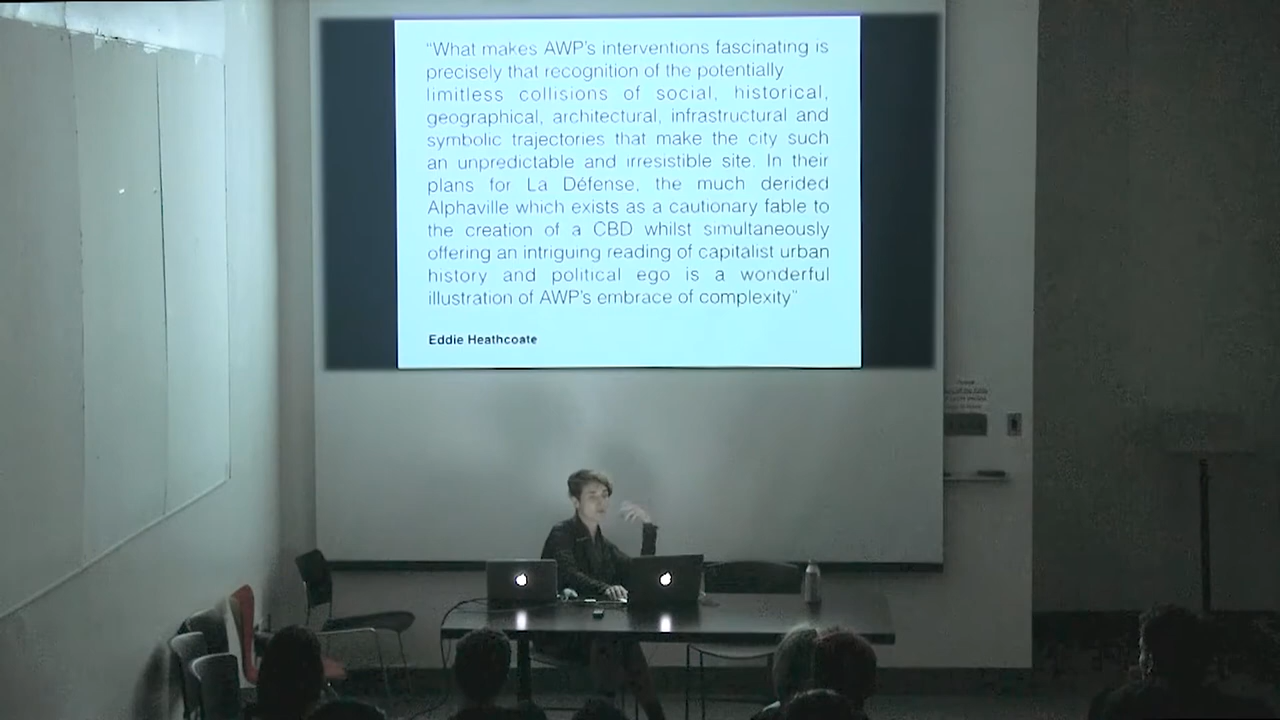 “What makes AWP's interventions fascinating is
precisely that recognition of the potentially
limitless collisions of social, historical,
geographical, architectural, infrastructural and
symbolic trajectories that make the city such
an unpredictable and irresistible site. In their
plans for La Défense, the much derided
Alphaville which exists as a cautionary fable to
the creation of a CBD whilst simultaneously
offering an intriguing reading of capitalist urban
history and political ego is a wonderful
illustration of AWP's embrace of complexity”
Eddie Heathcoate